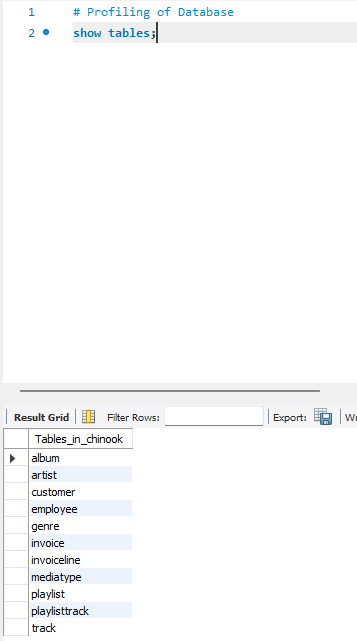 1 # Profiling of Database
2 show tables;
Result Grid Filter Rows: Export: Wr
Tables_in_chinook
album
artist
customer
employee
genre
invoice
invoiceline
mediatype
playlist
playlisttrack
track